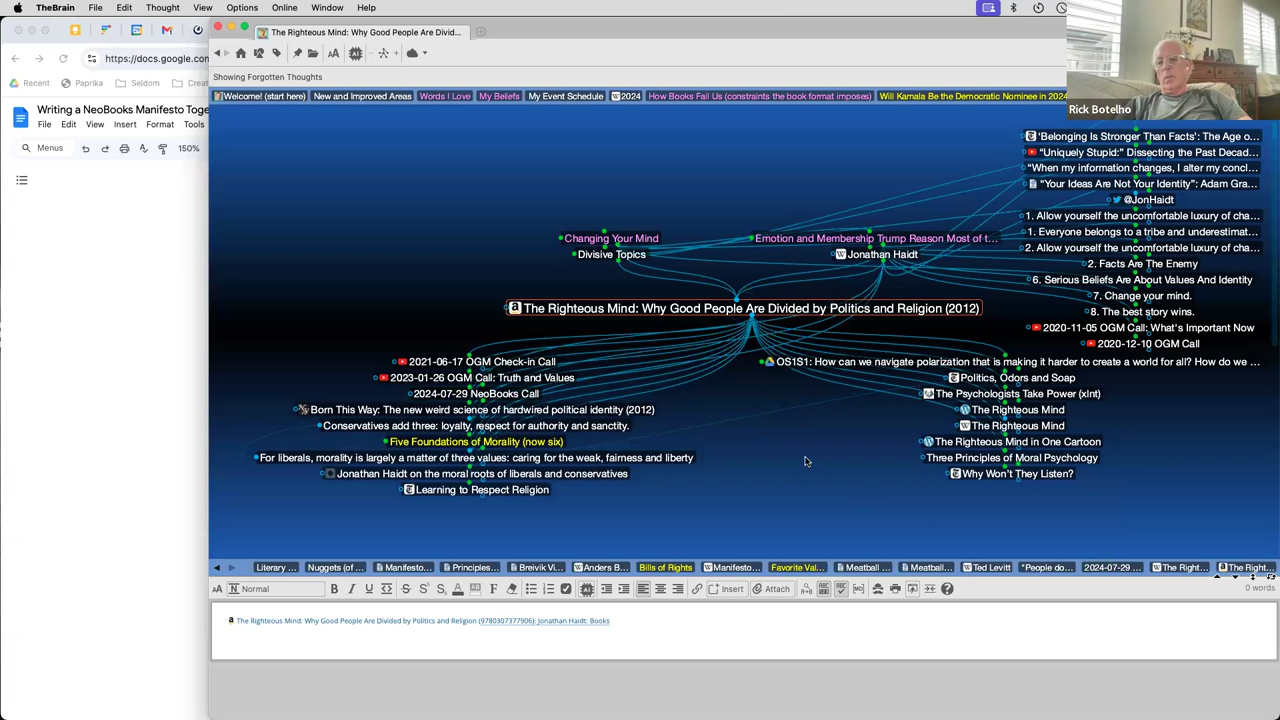 TheBrain File Edit Thought View Options Online Window Help
The Righteous Mind: Why Good People Are Divided by Politics and Religion (2012)
The Righteous Mind: Why Good People Are Divid...
https://docs.google.com
Showing Forgotten Thoughts
Recent Paprika Seldom
Welcome! (start here) New and Improved Areas Words I Love My Beliefs My Event Schedule 2024 How Books Fail Us (constraints the book format imposes) Will Kamala Be the Democratic Nominee in 2024
Rick Botelho
Writing a NeoBooks Manifesto
File Edit View Insert Format Tools
Menus 150%
'Belonging Is Stronger Than Facts': The Age o...
"Uniquely Stupid:" Dissecting the Past Decad...
"When my information changes, I alter my concl...
"Your Ideas Are Not Your Identity": Adam Gra...
@JonHaidt
1. Allow yourself the uncomfortable luxury of cha...
1. Everyone belongs to a tribe and underestimat...
2. Allow yourself the uncomfortable luxury of cha...
2. Facts Are The Enemy
6. Serious Beliefs Are About Values And Identity
7. Change your mind.
8. The best story wins.
2020-11-05 OGM Call: What's Important Now
2020-12-10 OGM Call
Changing Your Mind
Divisive Topics
Emotion and Membership Trump Reason Most of t...
Jonathan Haidt
2021-06-17 OGM Check-in Call
2023-01-26 OGM Call: Truth and Values
2024-07-29 NeoBooks Call
Born This Way: The new weird science of hardwired political identity (2012)
Conservatives add three: loyalty, respect for authority and sanctity.
Five Foundations of Morality (now six)
For liberals, morality is largely a matter of three values: caring for the weak, fairness and liberty
Jonathan Haidt on the moral roots of liberals and conservatives
Learning to Respect Religion
OS1S1: How can we navigate polarization that is making it harder to create a world for all? How do we ...
Politics, Odors and Soap
The Psychologists Take Power (xlnt)
The Righteous Mind
The Righteous Mind
The Righteous Mind in One Cartoon
Three Principles of Moral Psychology
Why Won't They Listen?
Literary ... Nuggets (of ... Manifesto... Principles... Breivik Vi... Anders B... Bills of Rights Manifesto... Favorite Val... Meatball ... Meatball... Ted Levitt "People do... 2024-07-29 ... The Right... The Right...
Normal Insert Attach 0 words
The Righteous Mind: Why Good People Are Divided by Politics and Religion (9780307377906): Jonathan Haidt: Books